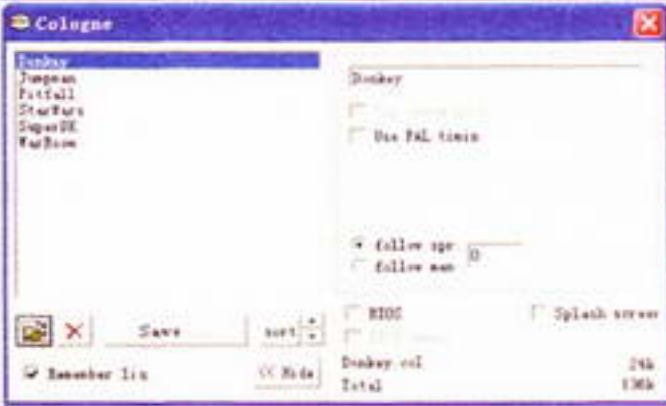 Cologne
Donkey
Jumpman
Pitfall
StarWars
SuperDK
WarRoom
Donkey
Use PAL timin
follow spr
0
follow mem
BIOS
Splash screen
Save
sort
Remember lis
<< Hide
Donkey.col 24k
Total 136k